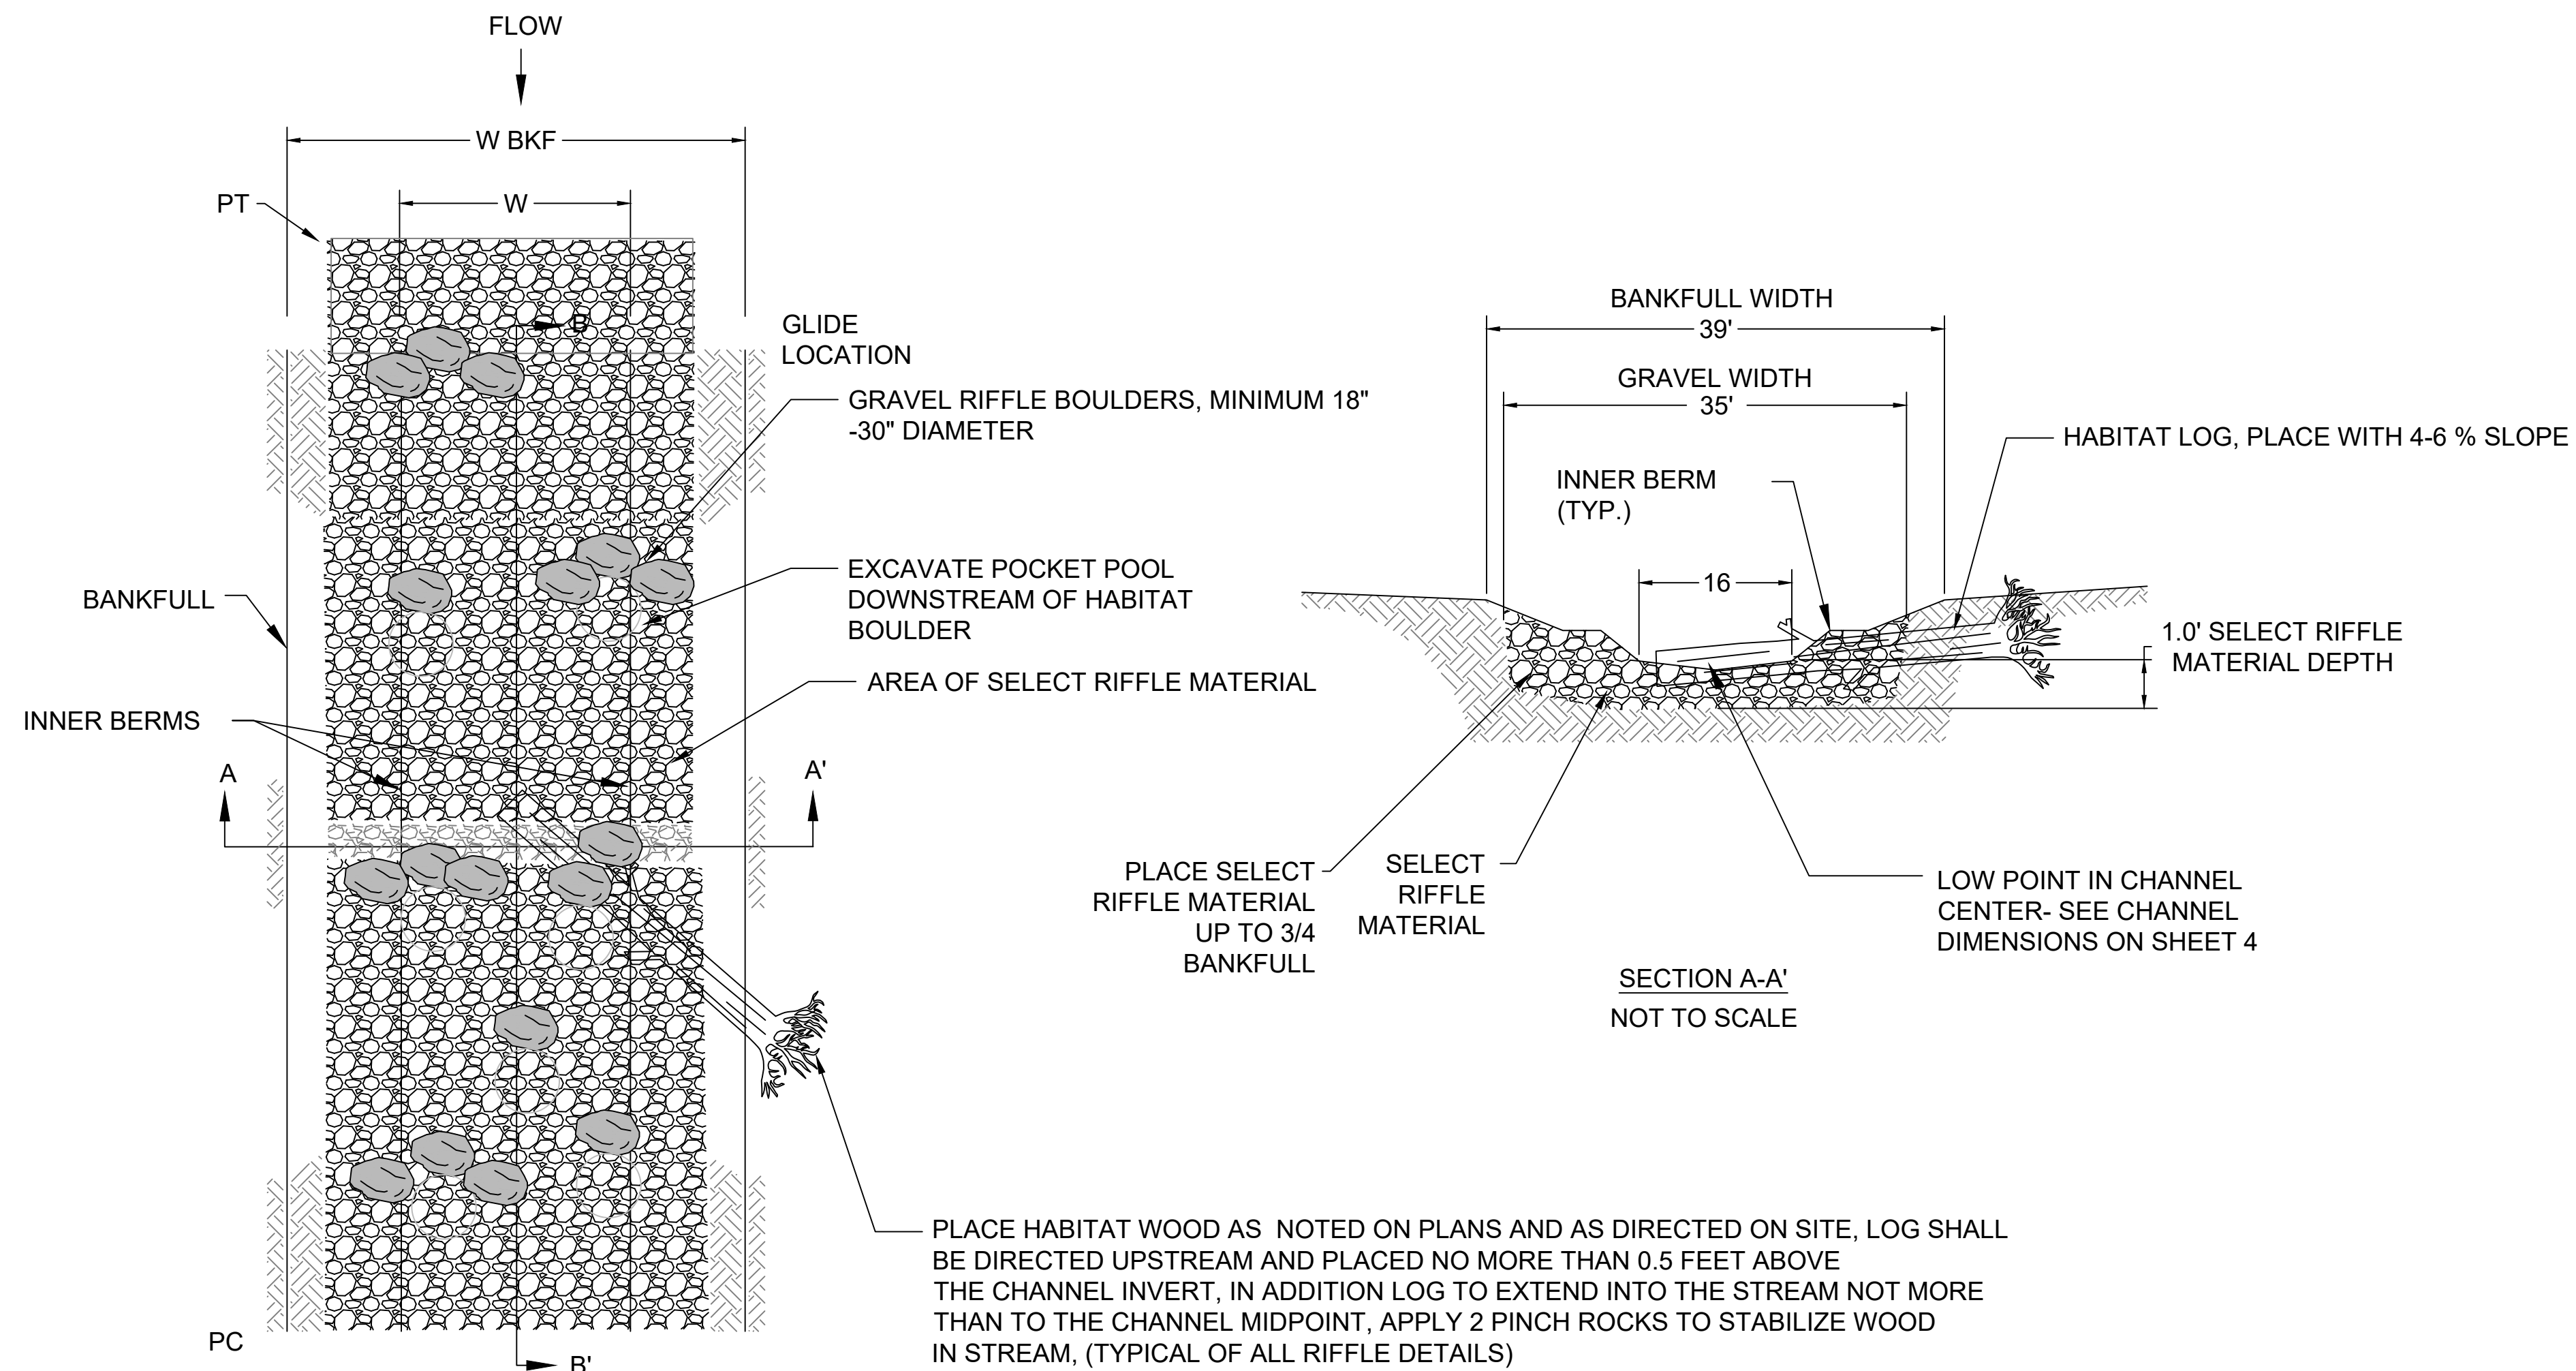 FLOW
W BKF
W
PT
B
GLIDE
LOCATION
GRAVEL RIFFLE BOULDERS, MINIMUM 18"
-30" DIAMETER
EXCAVATE POCKET POOL
DOWNSTREAM OF HABITAT
BOULDER
BANKFULL
AREA OF SELECT RIFFLE MATERIAL
INNER BERMS
A
A'
PLACE HABITAT WOOD AS NOTED ON PLANS AND AS DIRECTED ON SITE, LOG SHALL
BE DIRECTED UPSTREAM AND PLACED NO MORE THAN 0.5 FEET ABOVE
THE CHANNEL INVERT, IN ADDITION LOG TO EXTEND INTO THE STREAM NOT MORE
THAN TO THE CHANNEL MIDPOINT, APPLY 2 PINCH ROCKS TO STABILIZE WOOD
IN STREAM, (TYPICAL OF ALL RIFFLE DETAILS)
PC
B'
BANKFULL WIDTH
39'
GRAVEL WIDTH
35'
HABITAT LOG, PLACE WITH 4-6 % SLOPE
INNER BERM
(TYP.)
16
1.0' SELECT RIFFLE
MATERIAL DEPTH
PLACE SELECT
RIFFLE MATERIAL
UP TO 3/4
BANKFULL
SELECT
RIFFLE
MATERIAL
LOW POINT IN CHANNEL
CENTER- SEE CHANNEL
DIMENSIONS ON SHEET 4
SECTION A-A'
NOT TO SCALE